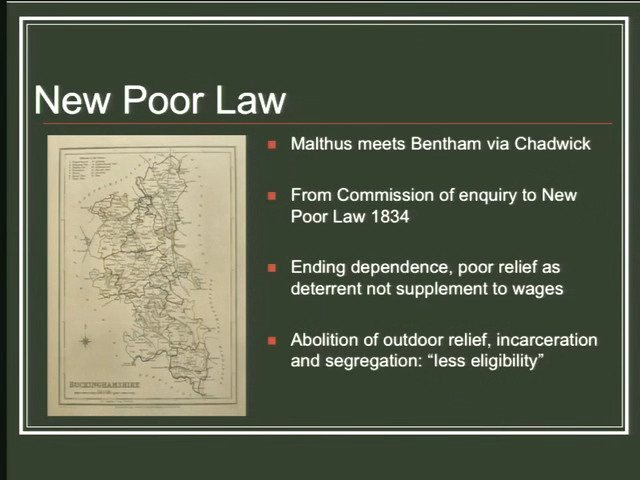 New Poor Law
Malthus meets Bentham via Chadwick
From Commission of enquiry to New
Poor Law 1834
Ending dependence, poor relief as
deterrent not supplement to wages
Abolition of outdoor relief, incarceration
and segregation: “less eligibility”
BUCKINGHAMSHIRE